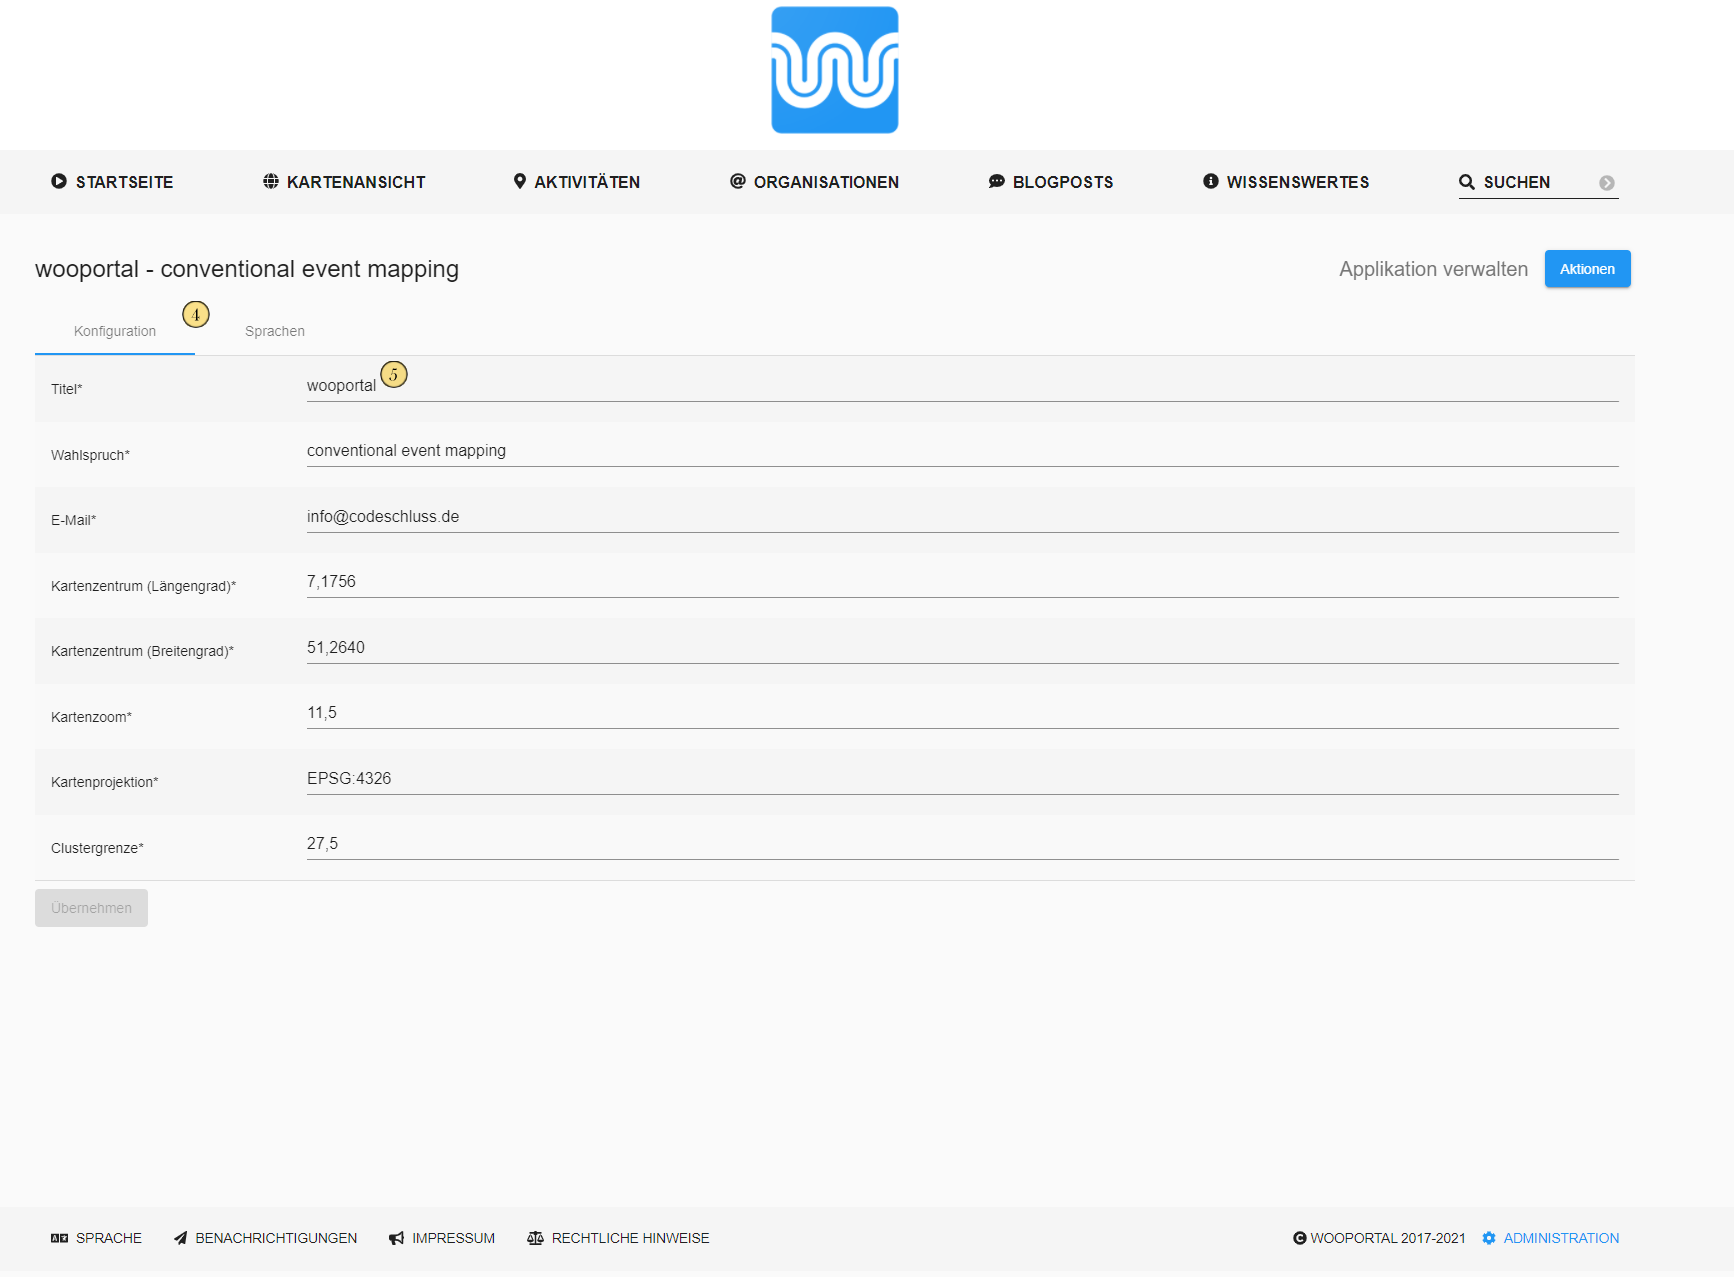 STARTSEITE KARTENANSICHT AKTIVITÄTEN ORGANISATIONEN BLOGPOSTS WISSENSWERTES SUCHEN
wooportal - conventional event mapping Applikation verwalten Aktionen
Konfiguration 4 Sprachen
Titel* wooportal 5
Wahlspruch* conventional event mapping
E-Mail* info@codeschluss.de
Kartenzentrum (Längengrad)* 7,1756
Kartenzentrum (Breitengrad)* 51,2640
Kartenzoom* 11,5
Kartenprojektion* EPSG:4326
Clustergrenze* 27,5
Übernehmen
SPRACHE BENACHRICHTIGUNGEN IMPRESSUM RECHTLICHE HINWEISE WOOPORTAL 2017-2021 ADMINISTRATION